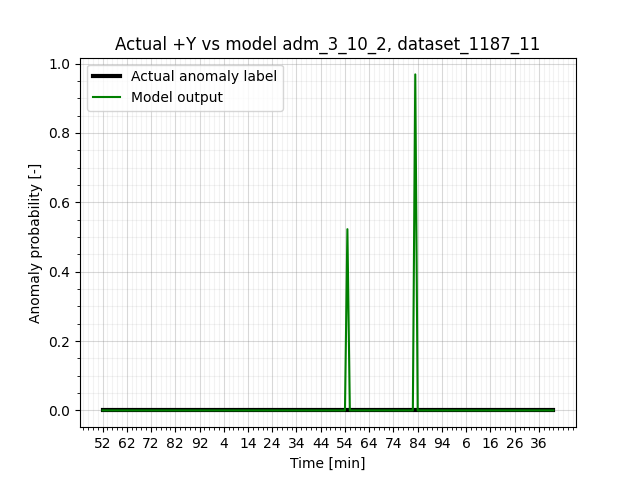 Actual +Y vs model adm_3_10_2, dataset_1187_11
Actual anomaly label
Model output
Anomaly probability [-]
1.0
0.8
0.6
0.4
0.2
0.0
52 62 72 82 92 4 14 24 34 44 54 64 74 84 94 6 16 26 36
Time [min]